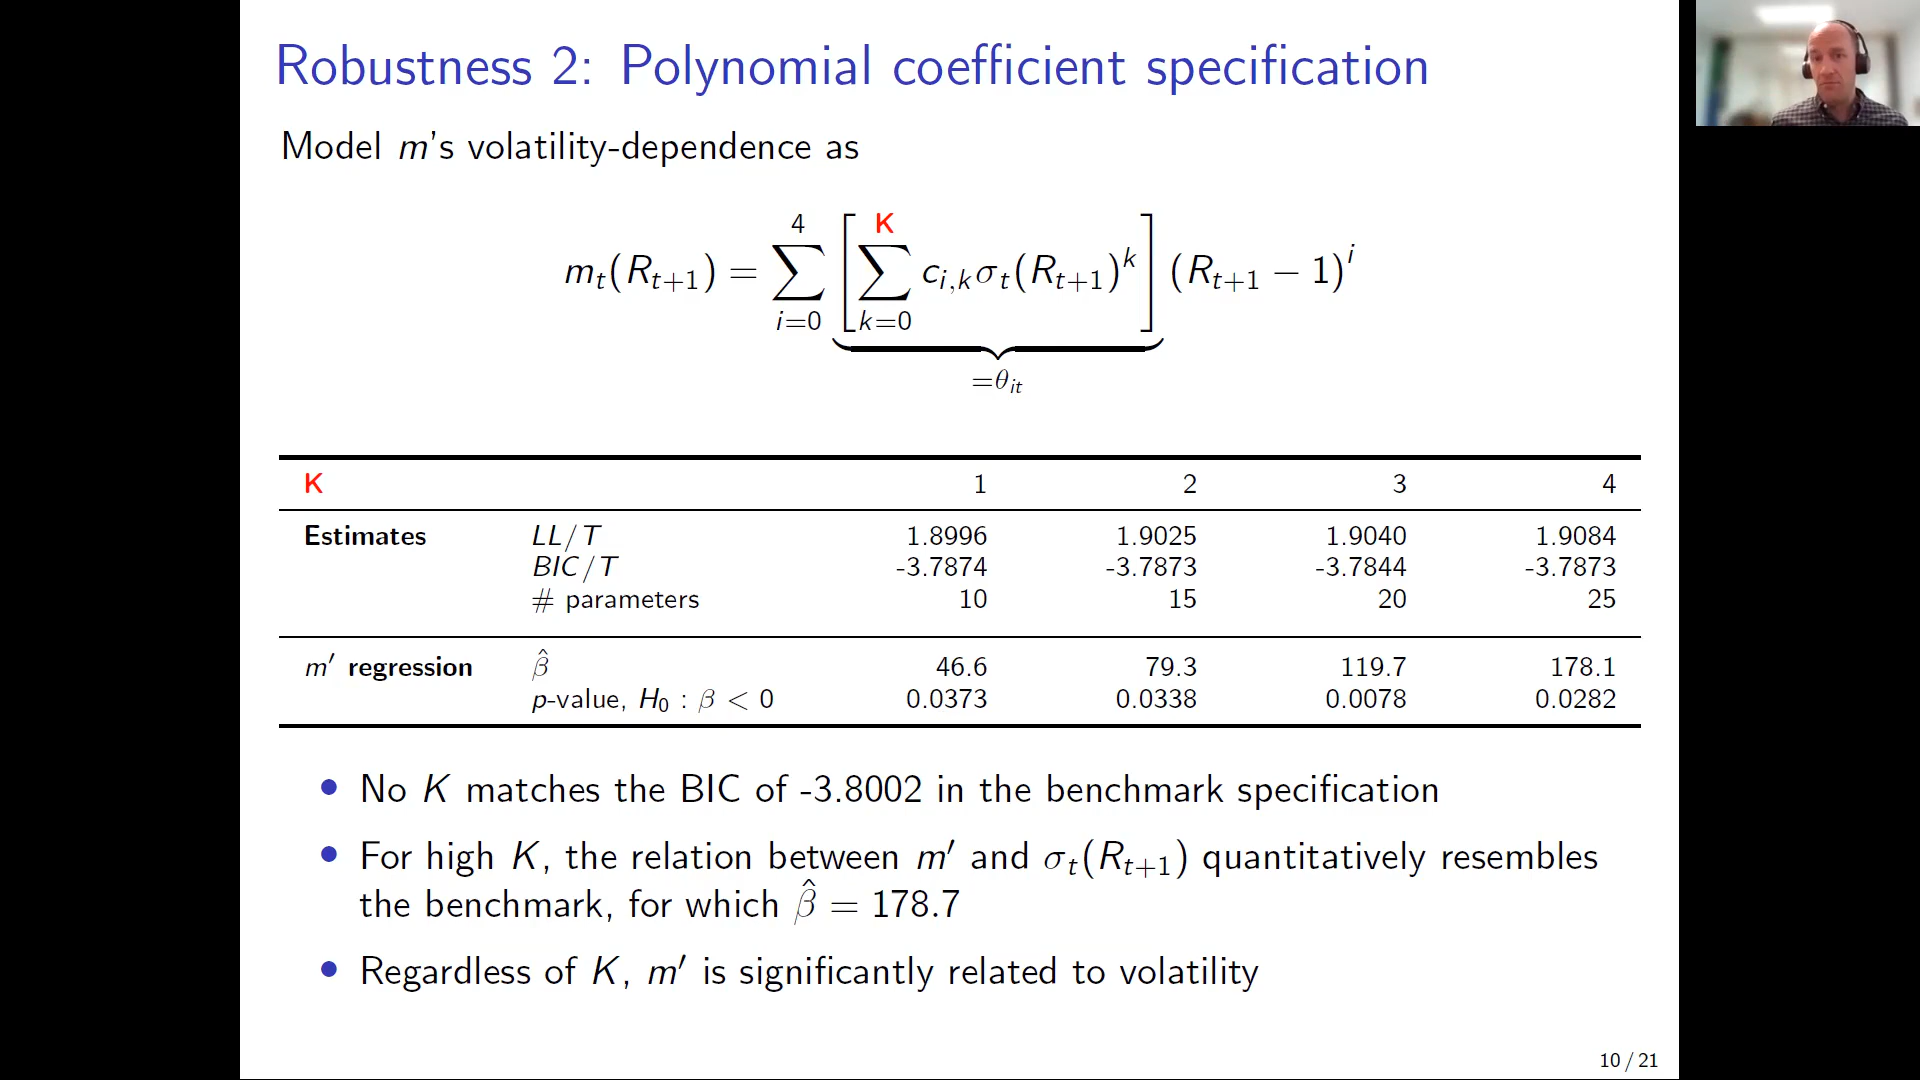 Robustness 2: Polynomial coefficient specification
Model m's volatility-dependence as
m_t(R_{t+1}) = \sum_{i=0}^{4} \underbrace{\left[ \sum_{k=0}^{K} c_{i,k} σ_t(R_{t+1})^k \right]}_{=θ_{it}} (R_{t+1} − 1)^i
K 1 2 3 4
Estimates LL/T 1.8996 1.9025 1.9040 1.9084
BIC/T -3.7874 -3.7873 -3.7844 -3.7873
# parameters 10 15 20 25
m′ regression β̂ 46.6 79.3 119.7 178.1
p-value, H₀ : β < 0 0.0373 0.0338 0.0078 0.0282
• No K matches the BIC of -3.8002 in the benchmark specification
• For high K, the relation between m′ and σ_t(R_{t+1}) quantitatively resembles
the benchmark, for which β̂ = 178.7
• Regardless of K, m′ is significantly related to volatility
10 / 21